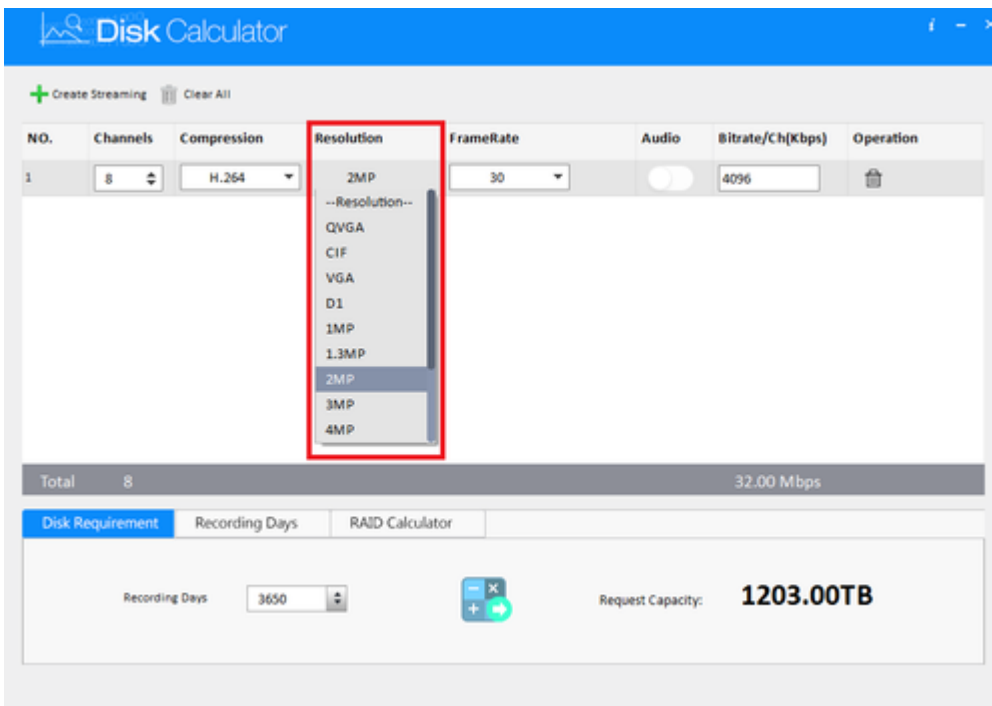 Disk Calculator
Create Streaming Clear All
NO. Channels Compression Resolution FrameRate Audio Bitrate/Ch(Kbps) Operation
1 8 H.264 2MP 30 4096
--Resolution--
QVGA
CIF
VGA
D1
1MP
1.3MP
2MP
3MP
4MP
Total 8 32.00 Mbps
Disk Requirement Recording Days RAID Calculator
Recording Days 3650 Request Capacity: 1203.00TB